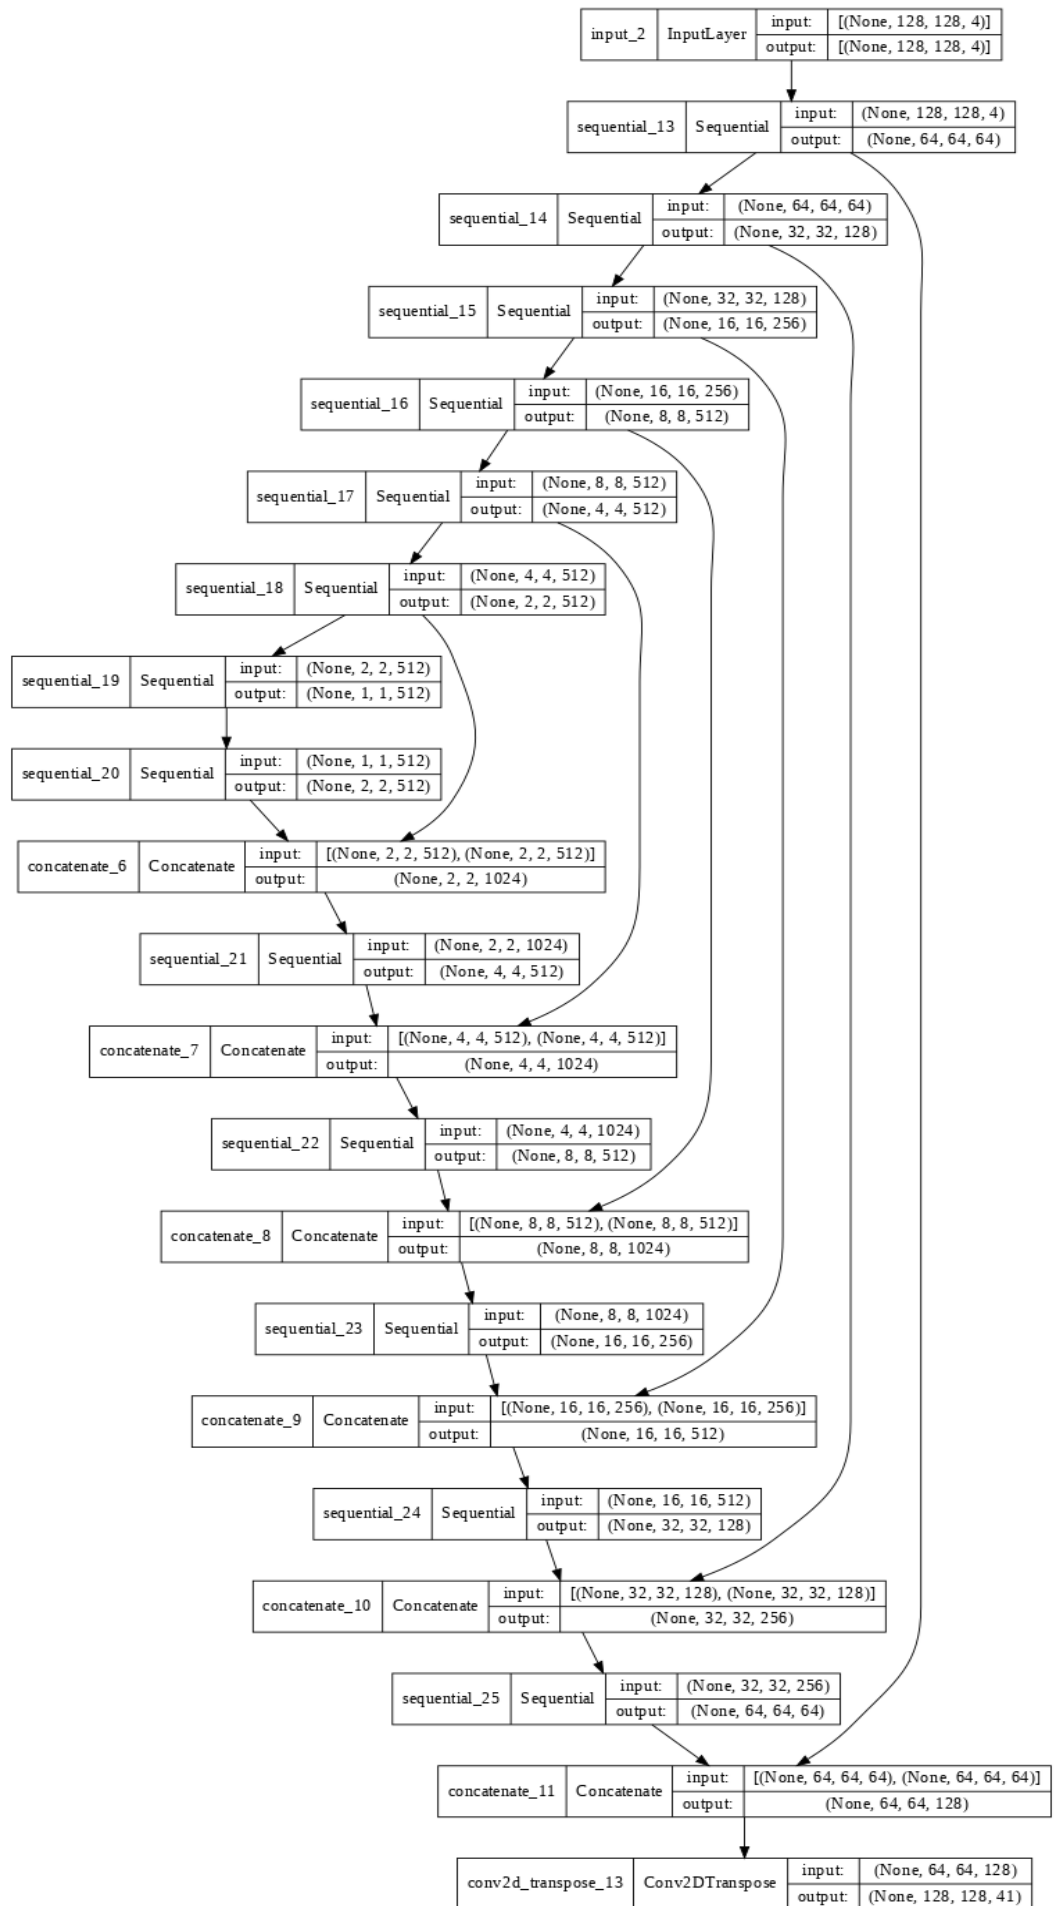 input_2 InputLayer input: [(None, 128, 128, 4)]
output: [(None, 128, 128, 4)]
sequential_13 Sequential input: (None, 128, 128, 4)
output: (None, 64, 64, 64)
sequential_14 Sequential input: (None, 64, 64, 64)
output: (None, 32, 32, 128)
sequential_15 Sequential input: (None, 32, 32, 128)
output: (None, 16, 16, 256)
sequential_16 Sequential input: (None, 16, 16, 256)
output: (None, 8, 8, 512)
sequential_17 Sequential input: (None, 8, 8, 512)
output: (None, 4, 4, 512)
sequential_18 Sequential input: (None, 4, 4, 512)
output: (None, 2, 2, 512)
sequential_19 Sequential input: (None, 2, 2, 512)
output: (None, 1, 1, 512)
sequential_20 Sequential input: (None, 1, 1, 512)
output: (None, 2, 2, 512)
concatenate_6 Concatenate input: [(None, 2, 2, 512), (None, 2, 2, 512)]
output: (None, 2, 2, 1024)
sequential_21 Sequential input: (None, 2, 2, 1024)
output: (None, 4, 4, 512)
concatenate_7 Concatenate input: [(None, 4, 4, 512), (None, 4, 4, 512)]
output: (None, 4, 4, 1024)
sequential_22 Sequential input: (None, 4, 4, 1024)
output: (None, 8, 8, 512)
concatenate_8 Concatenate input: [(None, 8, 8, 512), (None, 8, 8, 512)]
output: (None, 8, 8, 1024)
sequential_23 Sequential input: (None, 8, 8, 1024)
output: (None, 16, 16, 256)
concatenate_9 Concatenate input: [(None, 16, 16, 256), (None, 16, 16, 256)]
output: (None, 16, 16, 512)
sequential_24 Sequential input: (None, 16, 16, 512)
output: (None, 32, 32, 128)
concatenate_10 Concatenate input: [(None, 32, 32, 128), (None, 32, 32, 128)]
output: (None, 32, 32, 256)
sequential_25 Sequential input: (None, 32, 32, 256)
output: (None, 64, 64, 64)
concatenate_11 Concatenate input: [(None, 64, 64, 64), (None, 64, 64, 64)]
output: (None, 64, 64, 128)
conv2d_transpose_13 Conv2DTranspose input: (None, 64, 64, 128)
output: (None, 128, 128, 41)